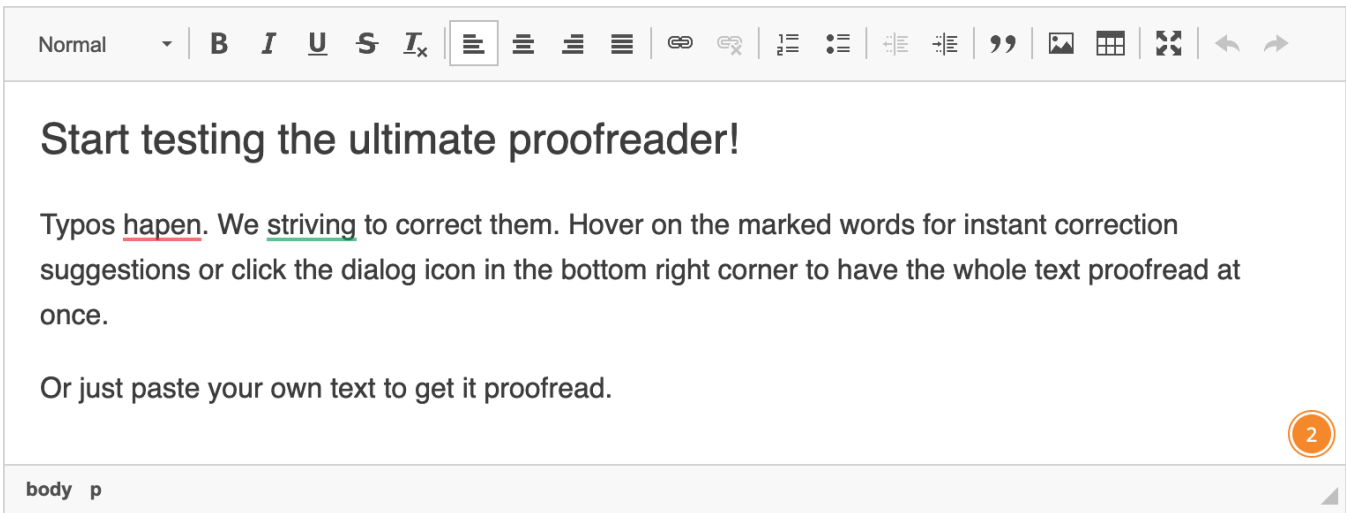 Normal
Start testing the ultimate proofreader!
Typos hapen. We striving to correct them. Hover on the marked words for instant correction
suggestions or click the dialog icon in the bottom right corner to have the whole text proofread at
once.
Or just paste your own text to get it proofread.
2
body p